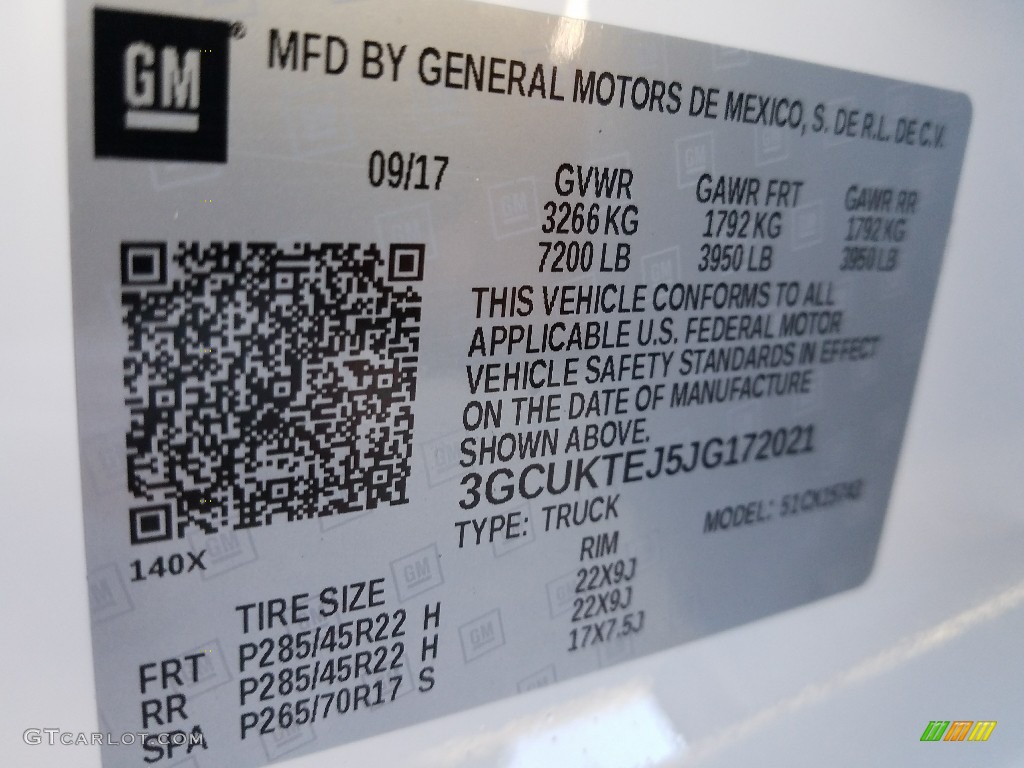 GM® MFD BY GENERAL MOTORS DE MEXICO, S. DE R.L. DE C.V.
09/17 GVWR GAWR FRT GAWR RR
3266 KG 1792 KG 1792 KG
7200 LB 3950 LB 3950 LB
THIS VEHICLE CONFORMS TO ALL
APPLICABLE U.S. FEDERAL MOTOR
VEHICLE SAFETY STANDARDS IN EFFECT
ON THE DATE OF MANUFACTURE
SHOWN ABOVE.
3GCUKTEJ5JG172021
TYPE: TRUCK MODEL:
140X
TIRE SIZE RIM
FRT P285/45R22 H 22X9J
RR P285/45R22 H 22X9J
SPA P265/70R17 S 17X7.5J
GTcarlot.com